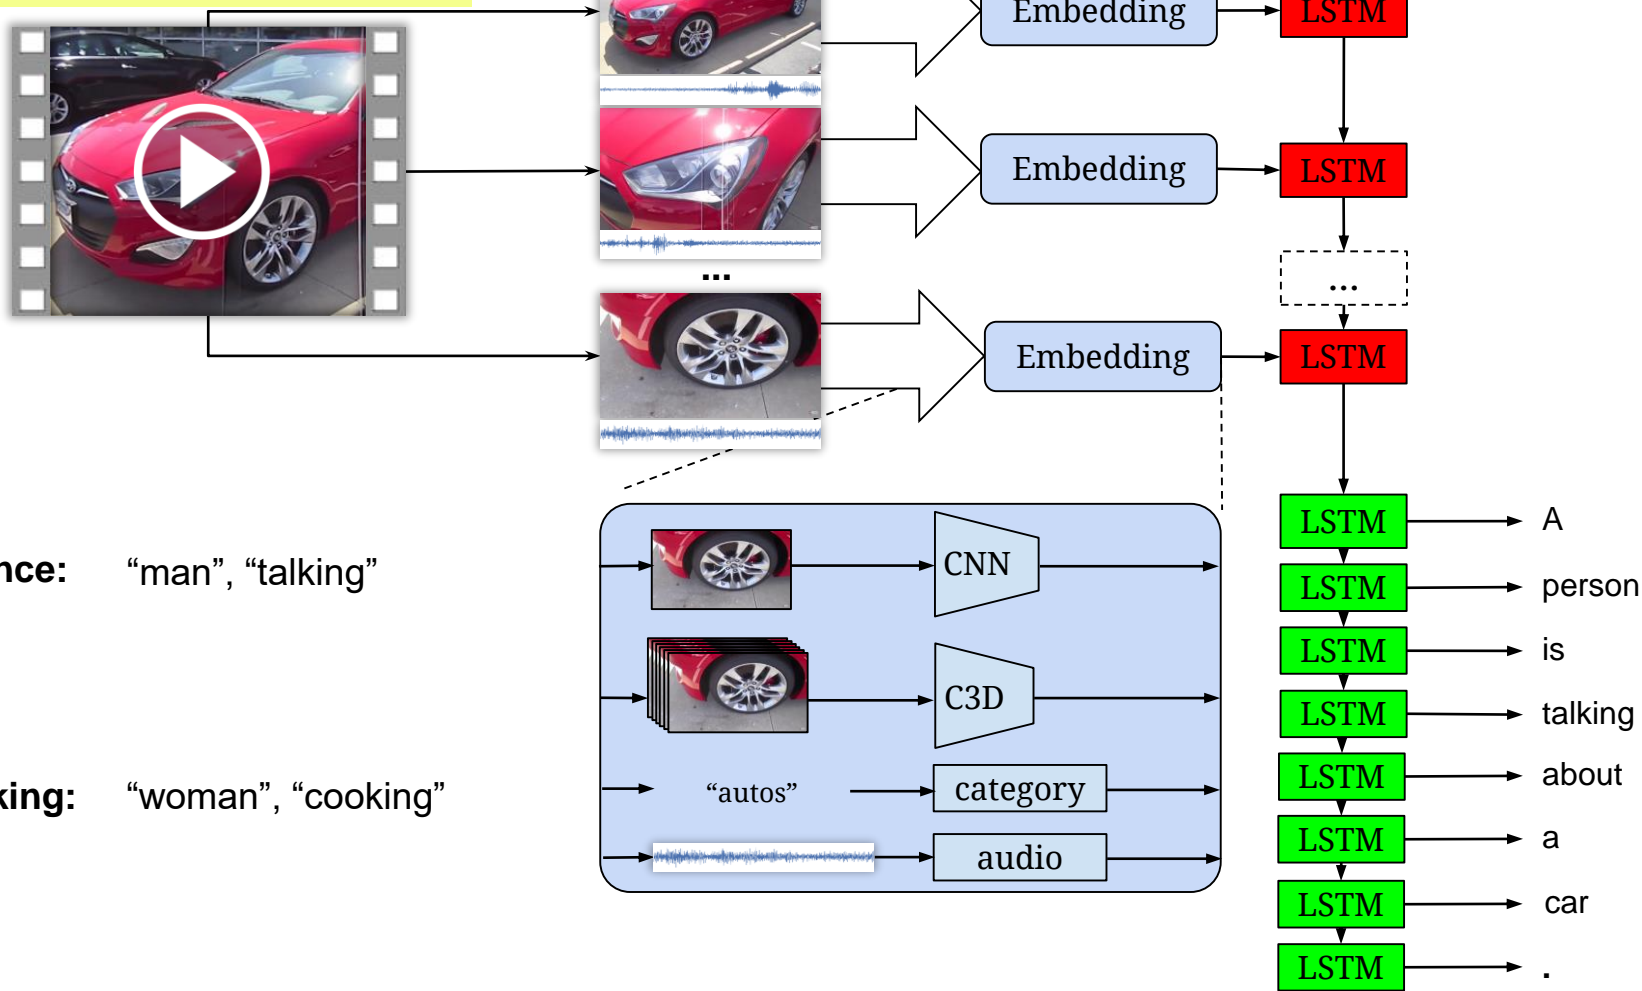 Embedding
LSTM
Embedding
LSTM
...
...
Embedding
LSTM
LSTM
A
CNN
nce:
“man”, “talking”
LSTM
person
LSTM
is
C3D
LSTM
talking
LSTM
about
“autos”
category
king:
“woman”, “cooking”
LSTM
a
audio
LSTM
car
LSTM
.